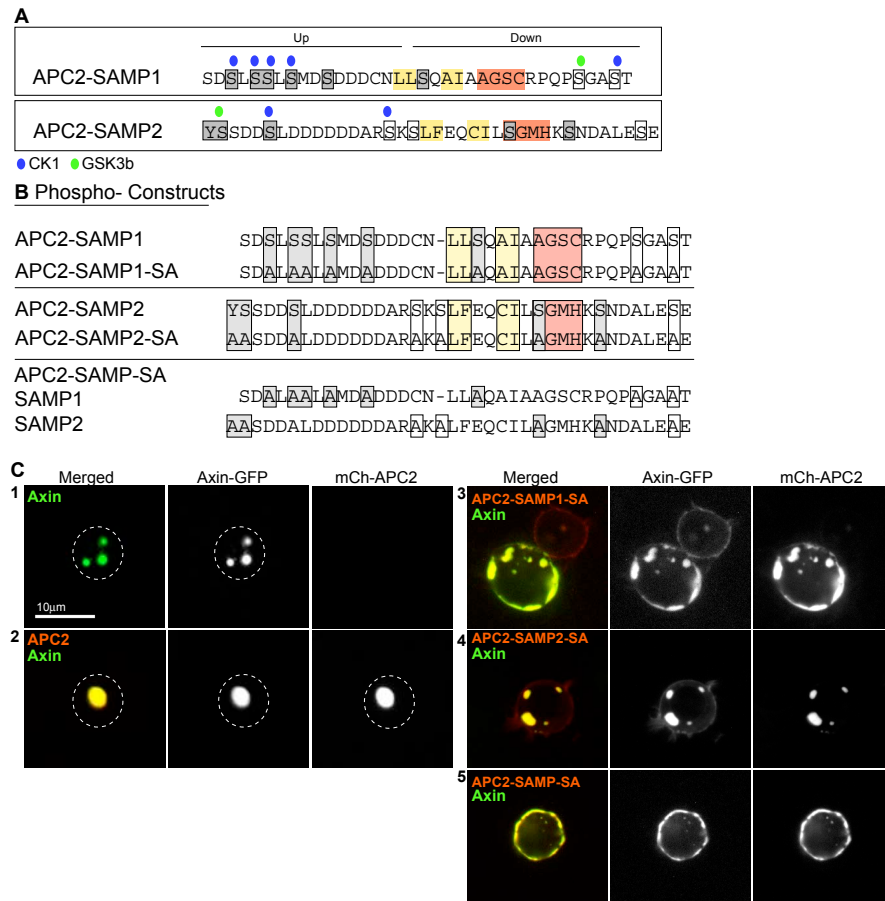 A
Up Down
APC2-SAMP1 SDSLSSLSMDSDDDCNLLSQAIAAGSCRPQPSGAST
APC2-SAMP2 YSSDDSLDDDDDDARSKSLFEQCILSGMHKSNDALESE
CK1 GSK3b
B Phospho- Constructs
APC2-SAMP1 SDSLSSLSMDSDDDCN-LLSQAIAAGSCRPQPSGAST
APC2-SAMP1-SA SDALAALAMDADDDCN-LLAQAIAAGSCRPQPAGAAT
APC2-SAMP2 YSSDDSLDDDDDDARSKSLFEQCILSGMHKSNDALESE
APC2-SAMP2-SA AASDDALDDDDDDARAKALFEQCILAGMHKANDALEAE
APC2-SAMP-SA
SAMP1 SDALAALAMDADDDCN-LLAQAIAAGSCRPQPAGAAT
SAMP2 AASDDALDDDDDDARAKALFEQCILAGMHKANDALEAE
C
Merged Axin-GFP mCh-APC2
1
Axin
10μm
2
APC2
Axin
Merged Axin-GFP mCh-APC2
3
APC2-SAMP1-SA
Axin
4
APC2-SAMP2-SA
Axin
5
APC2-SAMP-SA
Axin